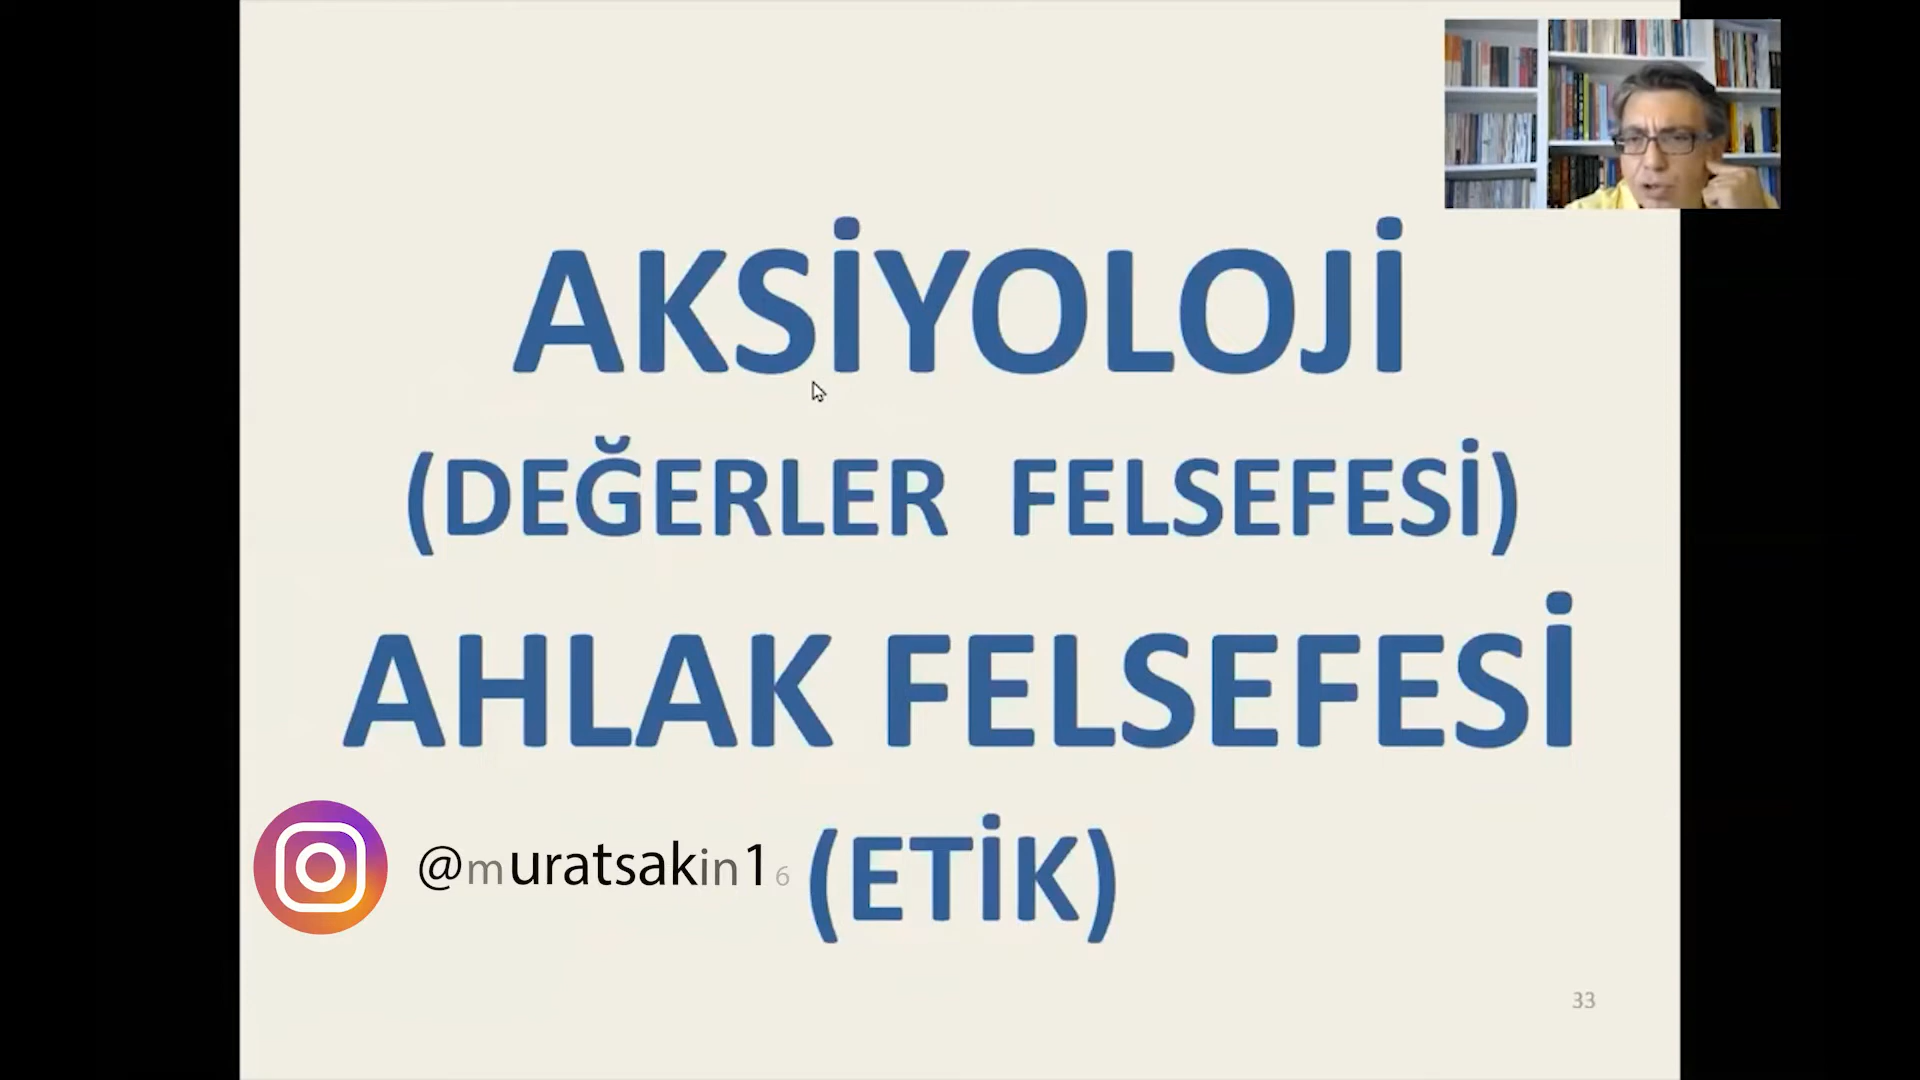 AKSİYOLOJİ
(DEĞERLER FELSEFESİ)
AHLAK FELSEFESİ
(ETİK)
@muratsakin16
33